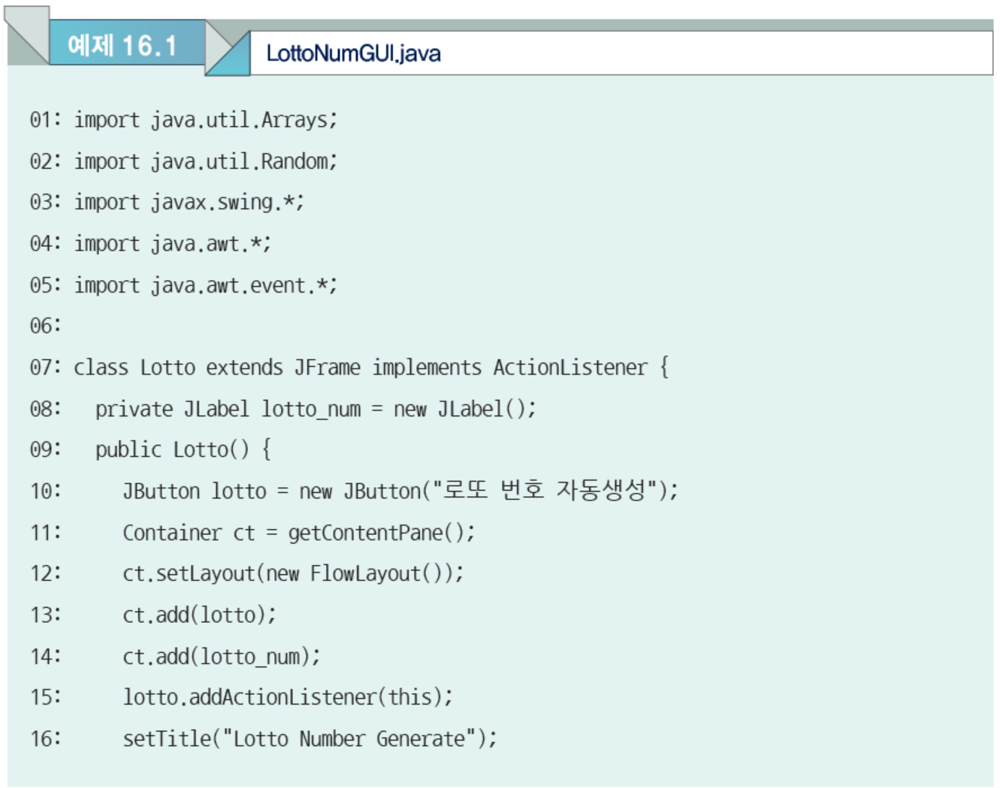 예제 16.1
LottoNumGUI.java
01: import java.util.Arrays;
02: import java.util.Random;
03: import javax.swing.*;
04: import java.awt.*;
05: import java.awt.event.*;
06:
07: class Lotto extends JFrame implements ActionListener {
08:   private JLabel lotto_num = new JLabel();
09:   public Lotto() {
10:     JButton lotto = new JButton("로또 번호 자동생성");
11:     Container ct = getContentPane();
12:     ct.setLayout(new FlowLayout());
13:     ct.add(lotto);
14:     ct.add(lotto_num);
15:     lotto.addActionListener(this);
16:     setTitle("Lotto Number Generate");